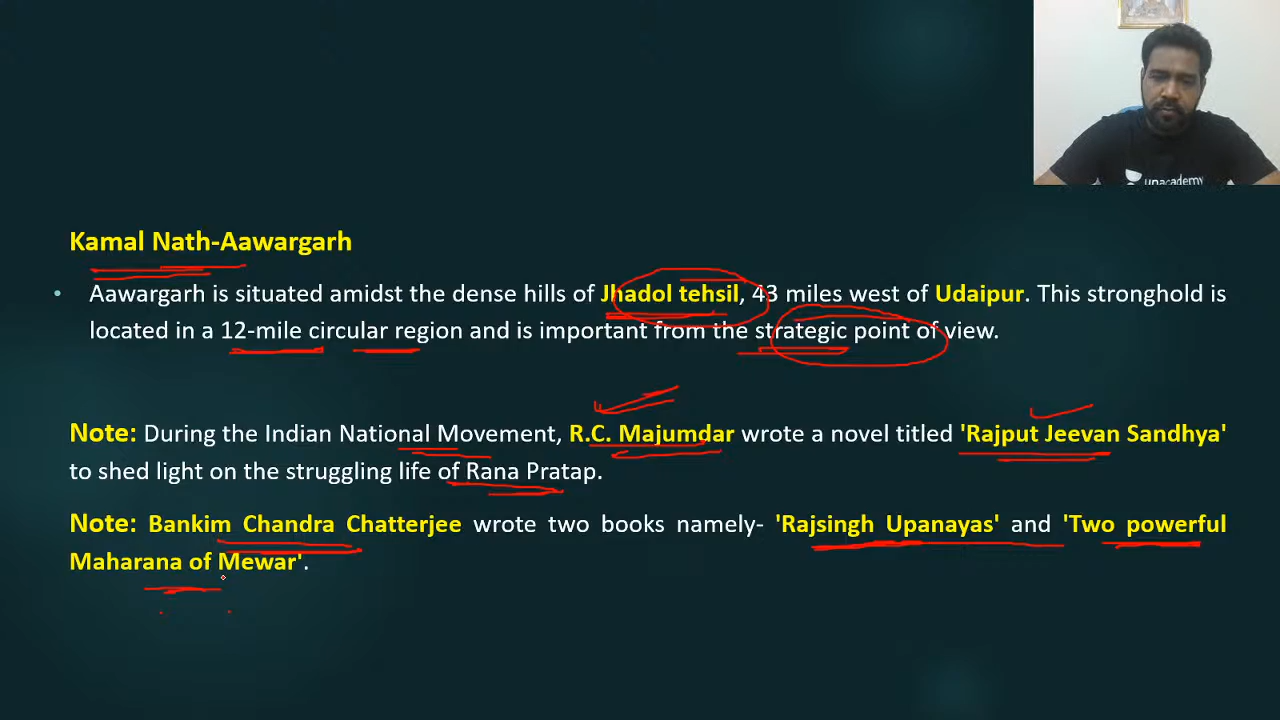 unacademy
Kamal Nath-Aawargarh
• Aawargarh is situated amidst the dense hills of Jhadol tehsil, 43 miles west of Udaipur. This stronghold is
located in a 12-mile circular region and is important from the strategic point of view.
Note: During the Indian National Movement, R.C. Majumdar wrote a novel titled 'Rajput Jeevan Sandhya'
to shed light on the struggling life of Rana Pratap.
Note: Bankim Chandra Chatterjee wrote two books namely- 'Rajsingh Upanayas' and 'Two powerful
Maharana of Mewar'.